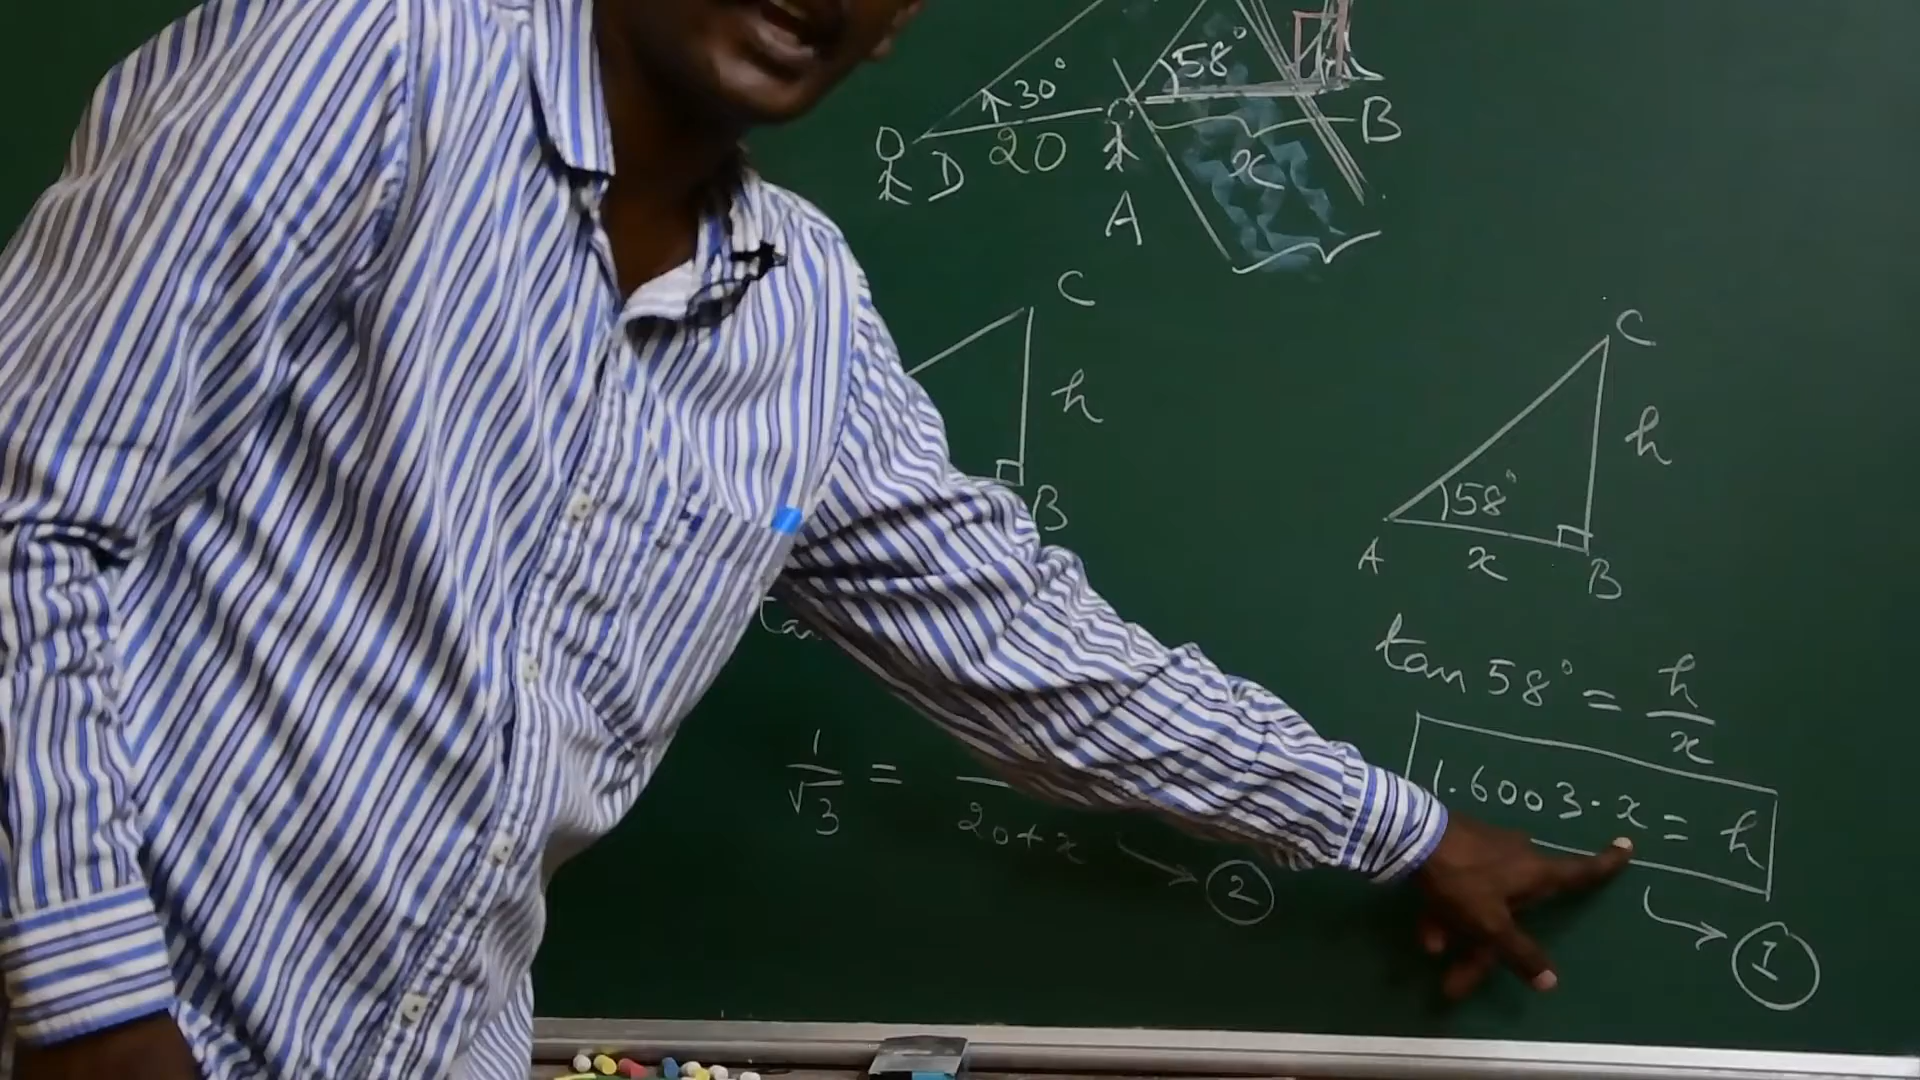 30°
58°
D 20
x
B
A
C
h
B
C
h
58°
A x B
tan 58° = h/x
1/√3 = /20+x
②
1.6003 · x = h
①